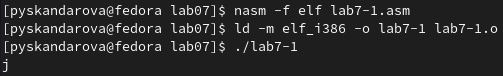 [pyskandarova@fedora lab07]$ nasm -f elf lab7-1.asm
[pyskandarova@fedora lab07]$ ld -m elf_i386 -o lab7-1 lab7-1.o
[pyskandarova@fedora lab07]$ ./lab7-1
j